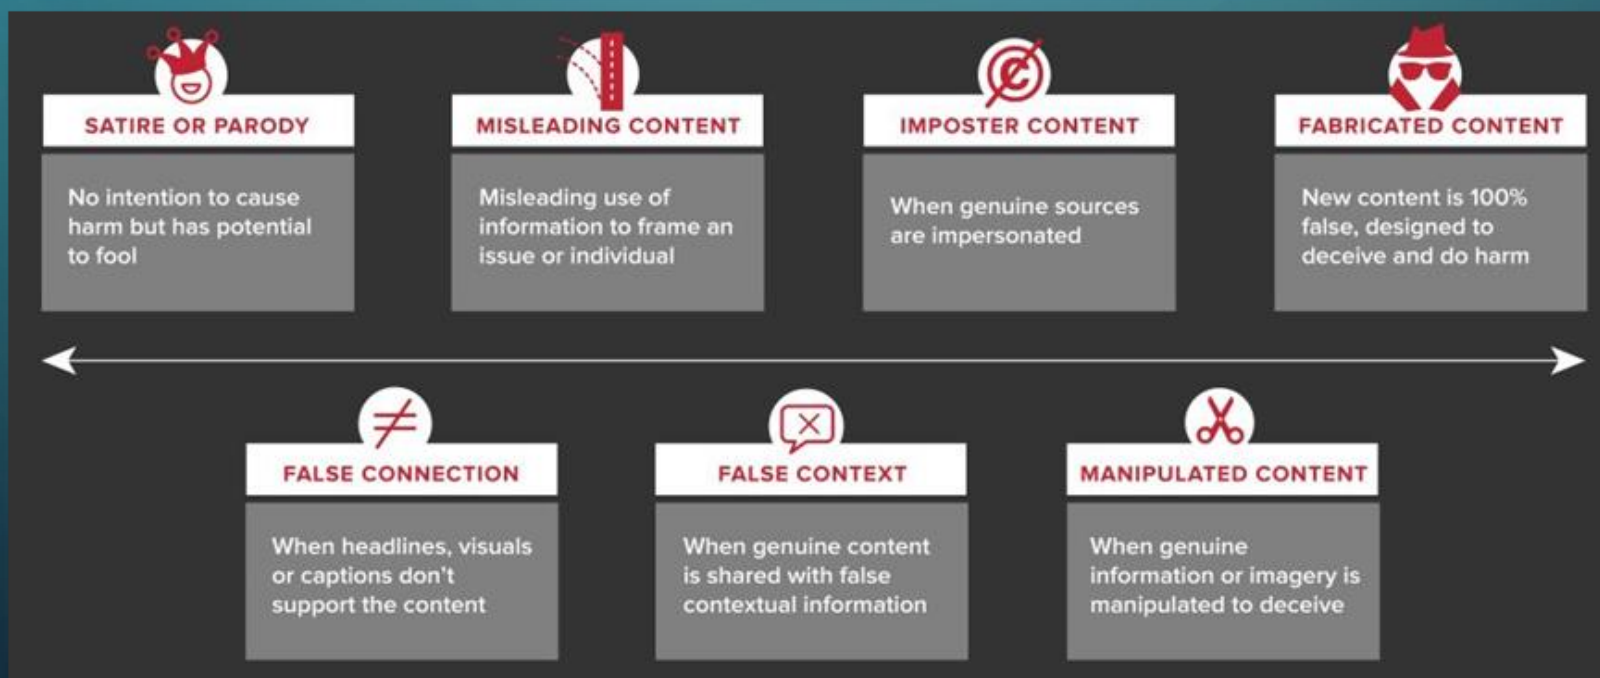 SATIRE OR PARODY
No intention to cause
harm but has potential
to fool
MISLEADING CONTENT
Misleading use of
information to frame an
issue or individual
IMPOSTER CONTENT
When genuine sources
are impersonated
FABRICATED CONTENT
New content is 100%
false, designed to
deceive and do harm
FALSE CONNECTION
When headlines, visuals
or captions don't
support the content
FALSE CONTEXT
When genuine content
is shared with false
contextual information
MANIPULATED CONTENT
When genuine
information or imagery is
manipulated to deceive